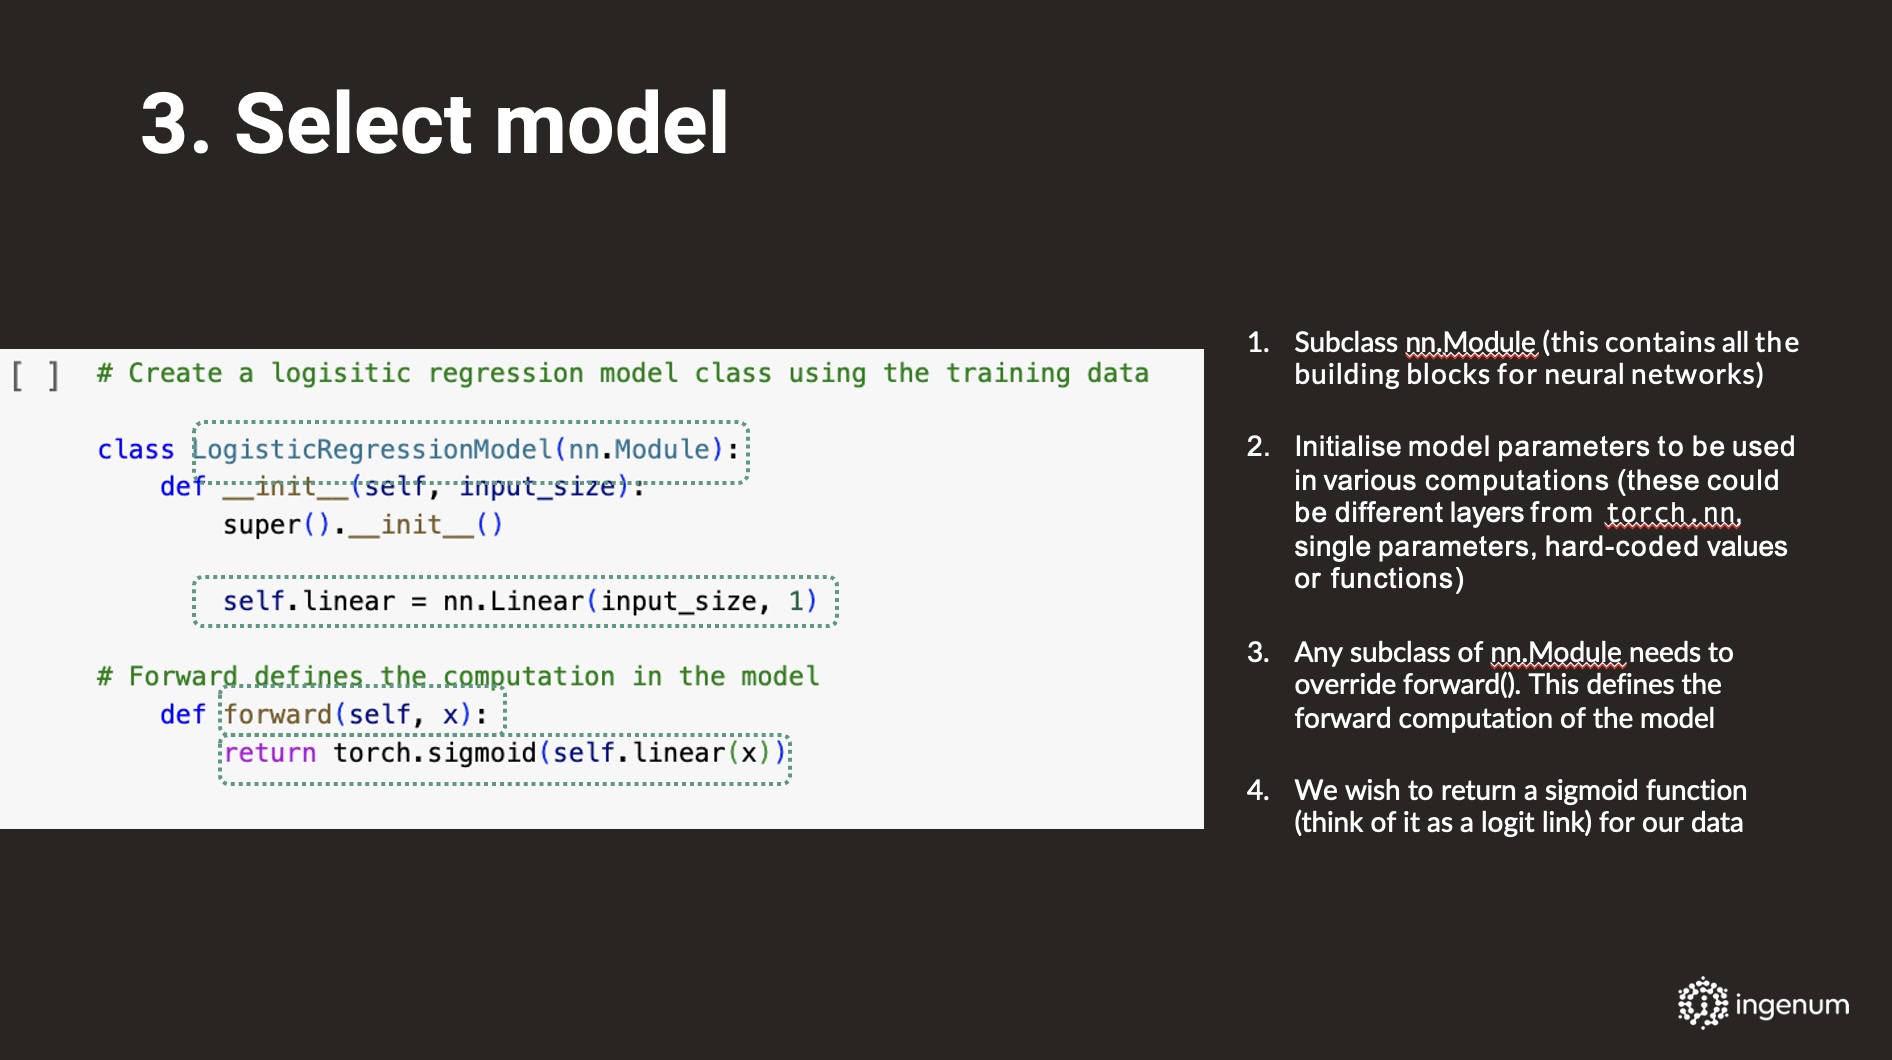 3. Select model
[ ] # Create a logisitic regression model class using the training data
class LogisticRegressionModel(nn.Module):
def __init__(self, input_size):
super().__init__()
self.linear = nn.Linear(input_size, 1)
# Forward defines the computation in the model
def forward(self, x):
return torch.sigmoid(self.linear(x))
1. Subclass nn.Module (this contains all the
building blocks for neural networks)
2. Initialise model parameters to be used
in various computations (these could
be different layers from torch.nn,
single parameters, hard-coded values
or functions)
3. Any subclass of nn.Module needs to
override forward(). This defines the
forward computation of the model
4. We wish to return a sigmoid function
(think of it as a logit link) for our data
ingenum